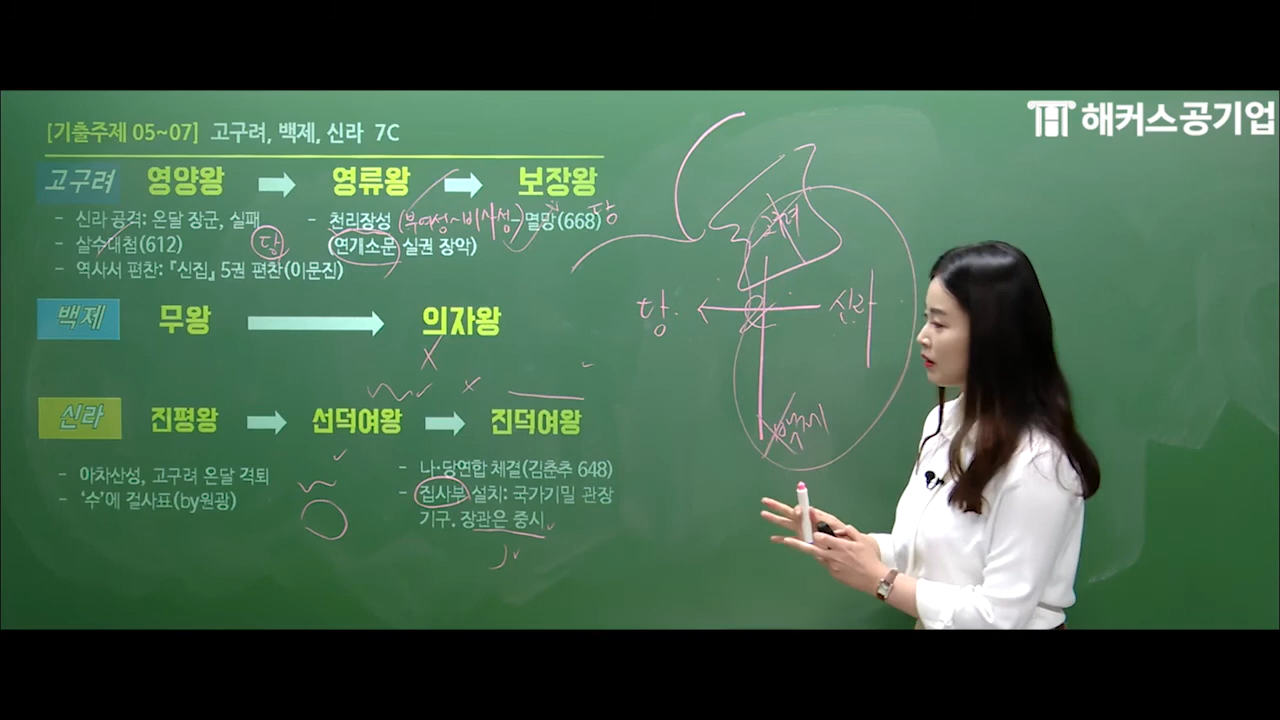 해커스공기업
[기출주제 05~07] 고구려, 백제, 신라 7C
고구려 영양왕 영류왕 보장왕
- 신라 공격: 온달 장군, 실패
- 살수대첩(612)
- 역사서 편찬:『신집』 5권 편찬(이문진)
당
- 천리장성 (부여성~비사성)
(연개소문 실권 장악)
멸망(668) 당
백제 무왕 의자왕
신라 진평왕 선덕여왕 진덕여왕
- 아차산성, 고구려 온달 격퇴
- '수'에 걸사표(by원광)
- 나·당연합 체결(김춘추 648)
- 집사부 설치: 국가기밀 관장
기구. 장관은 중시
당 신라